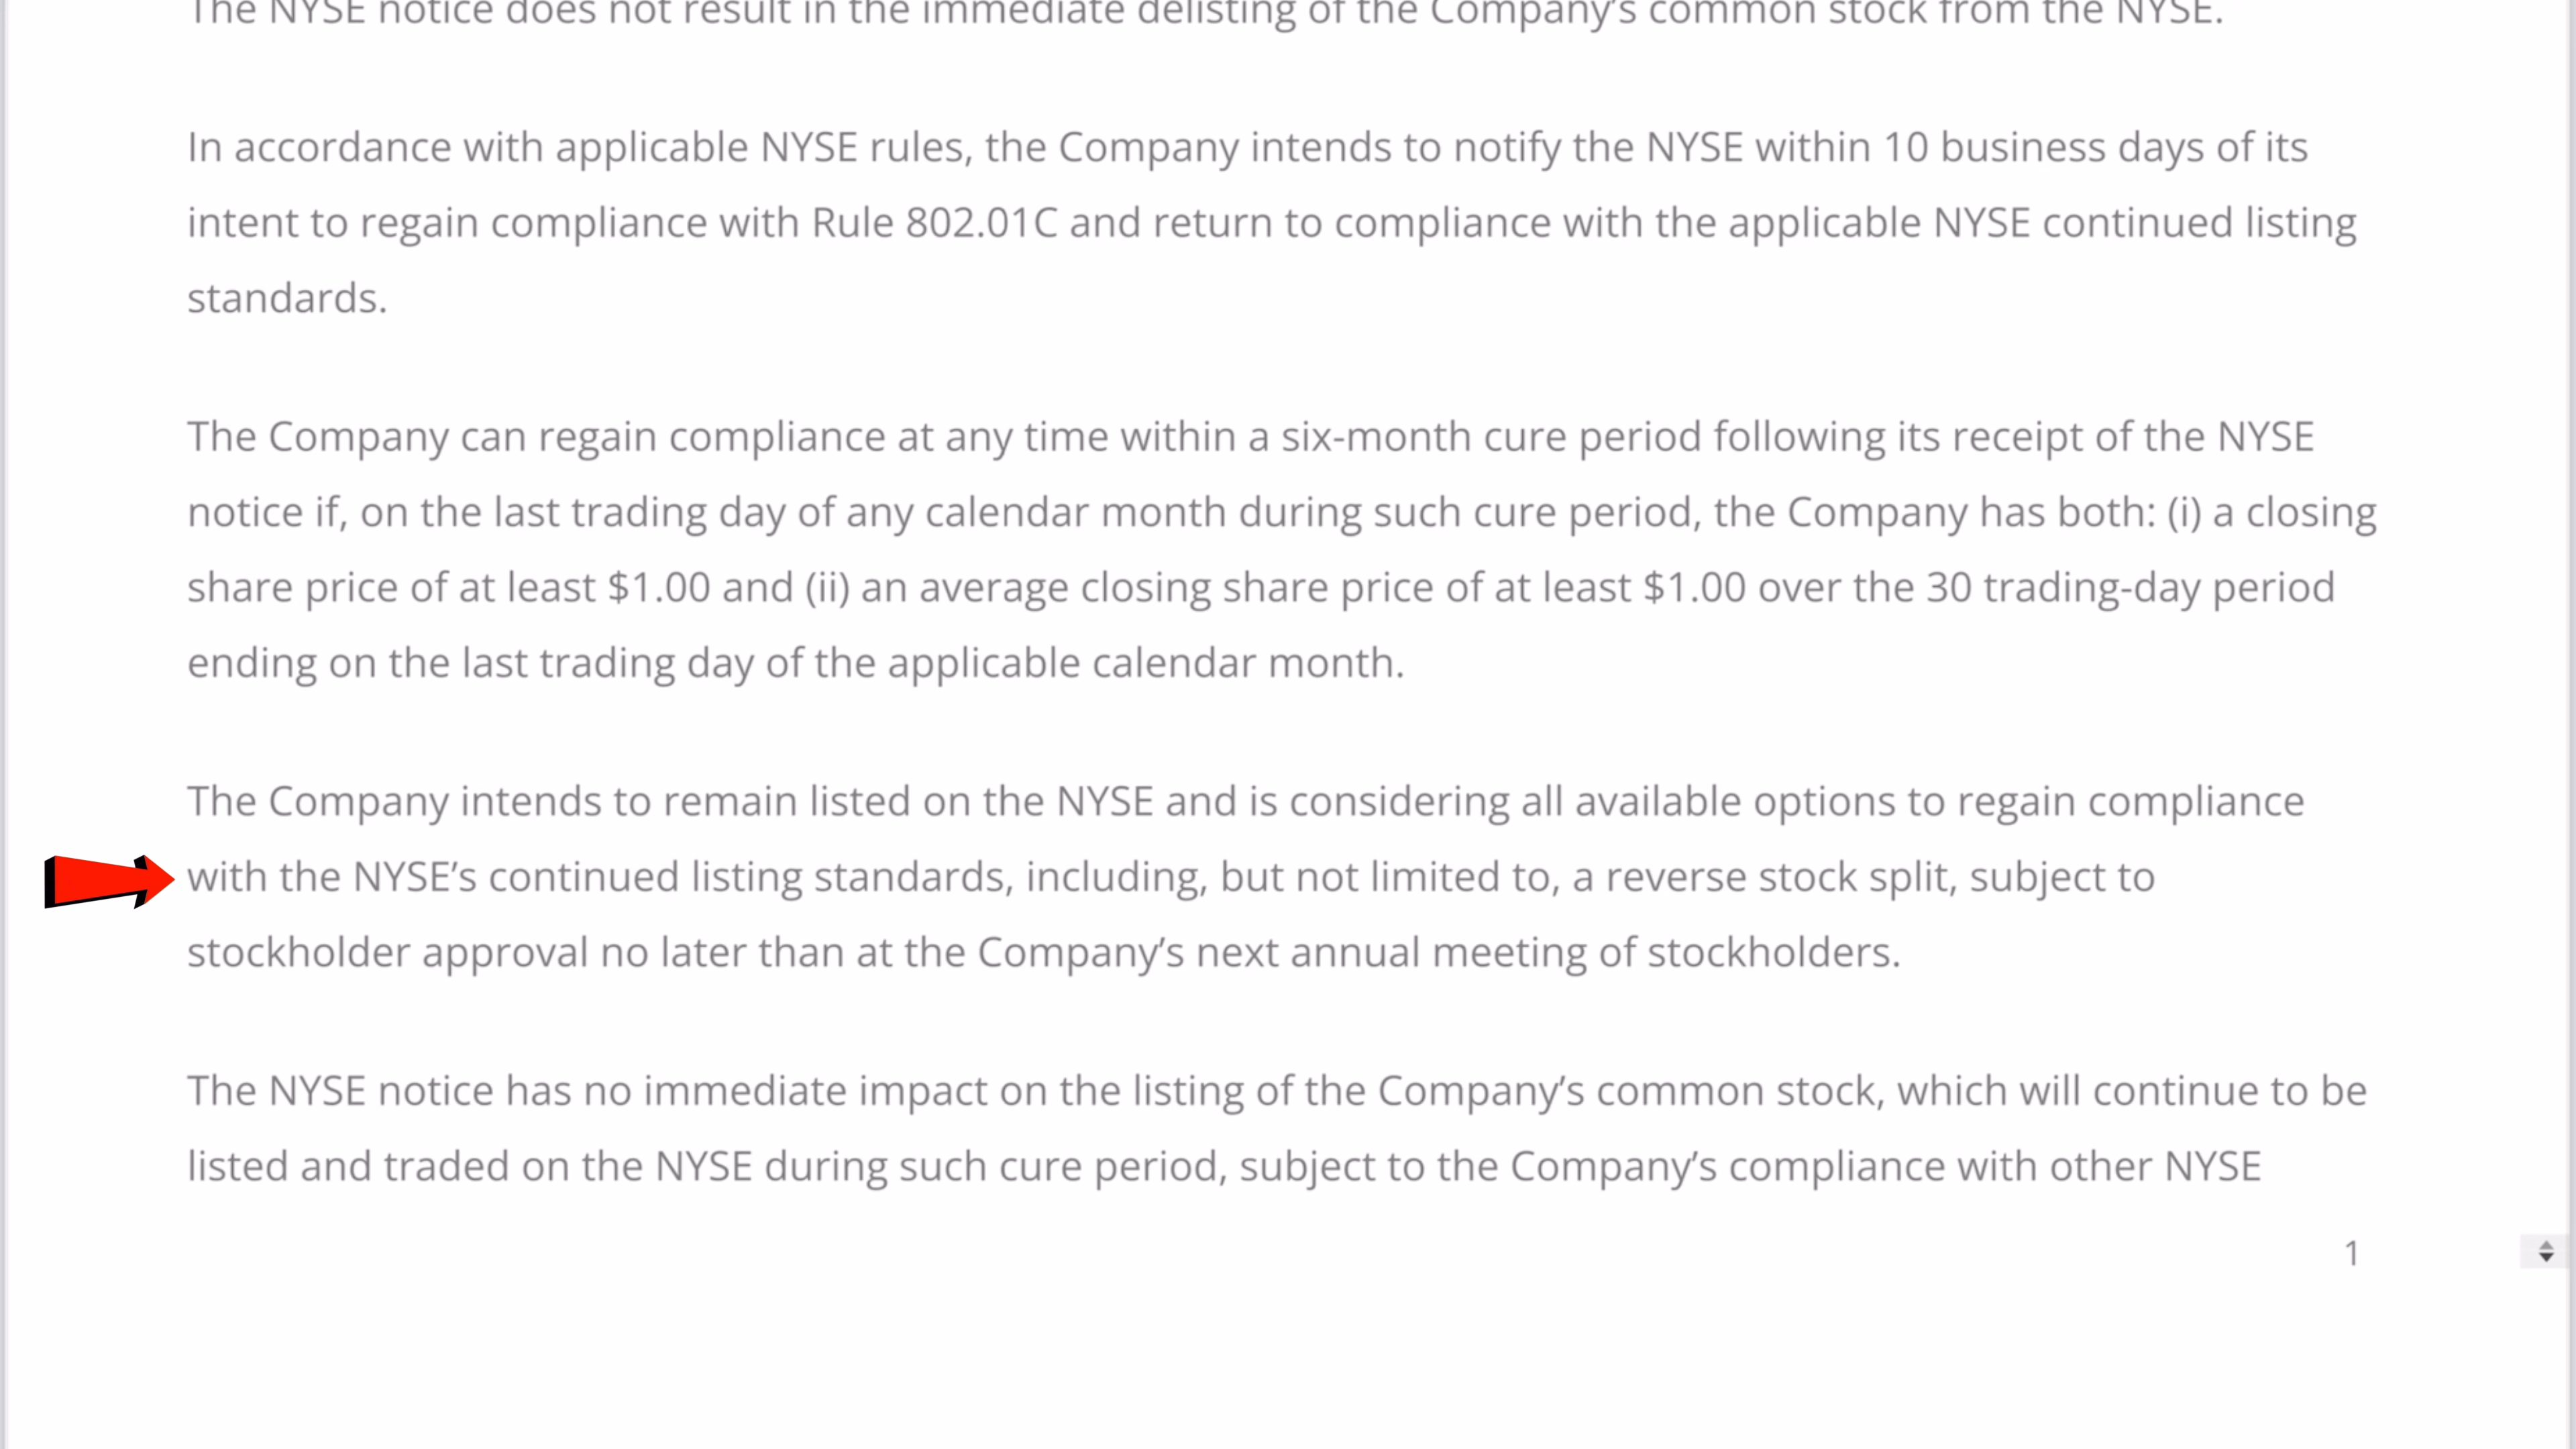 The NYSE notice does not result in the immediate delisting of the Company’s common stock from the NYSE.
In accordance with applicable NYSE rules, the Company intends to notify the NYSE within 10 business days of its
intent to regain compliance with Rule 802.01C and return to compliance with the applicable NYSE continued listing
standards.
The Company can regain compliance at any time within a six-month cure period following its receipt of the NYSE
notice if, on the last trading day of any calendar month during such cure period, the Company has both: (i) a closing
share price of at least $1.00 and (ii) an average closing share price of at least $1.00 over the 30 trading-day period
ending on the last trading day of the applicable calendar month.
The Company intends to remain listed on the NYSE and is considering all available options to regain compliance
with the NYSE’s continued listing standards, including, but not limited to, a reverse stock split, subject to
stockholder approval no later than at the Company’s next annual meeting of stockholders.
The NYSE notice has no immediate impact on the listing of the Company’s common stock, which will continue to be
listed and traded on the NYSE during such cure period, subject to the Company’s compliance with other NYSE
1